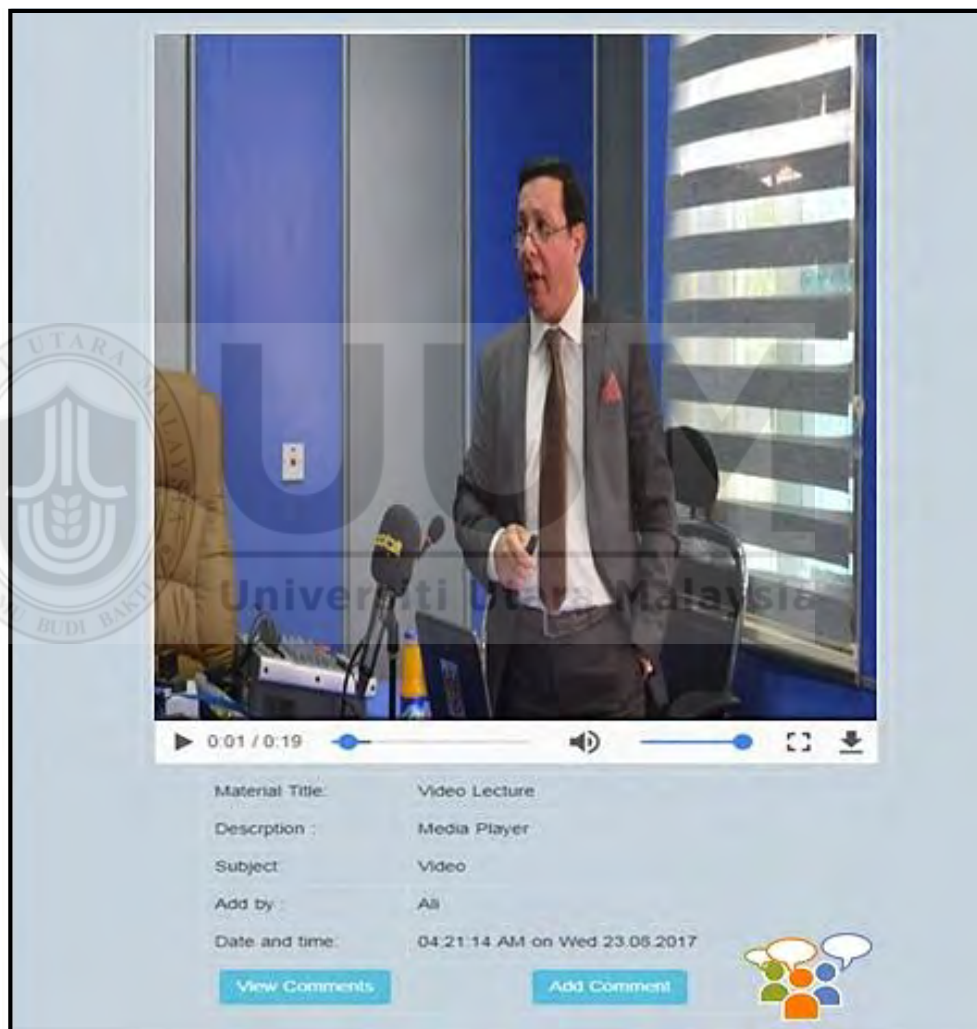 UUM
Universiti Utara Malaysia
UTARA MALAYSIA
BUDI BAKTI
0:01 / 0:19
Material Title: Video Lecture
Descrption : Media Player
Subject Video
Add by : Ali
Date and time: 04:21:14 AM on Wed 23.08.2017
View Comments Add Comment